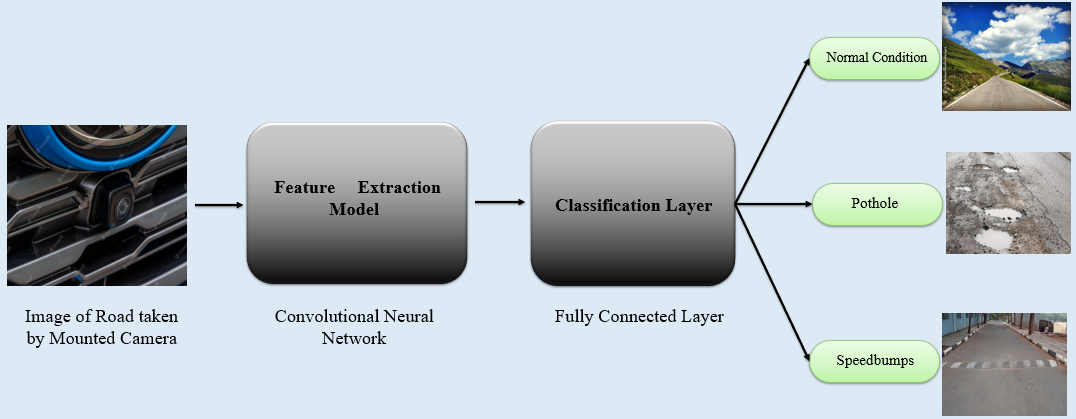 Normal Condition
Feature Extraction
Model
Classification Layer
Pothole
Image of Road taken
by Mounted Camera
Convolutional Neural
Network
Fully Connected Layer
Speedbumps